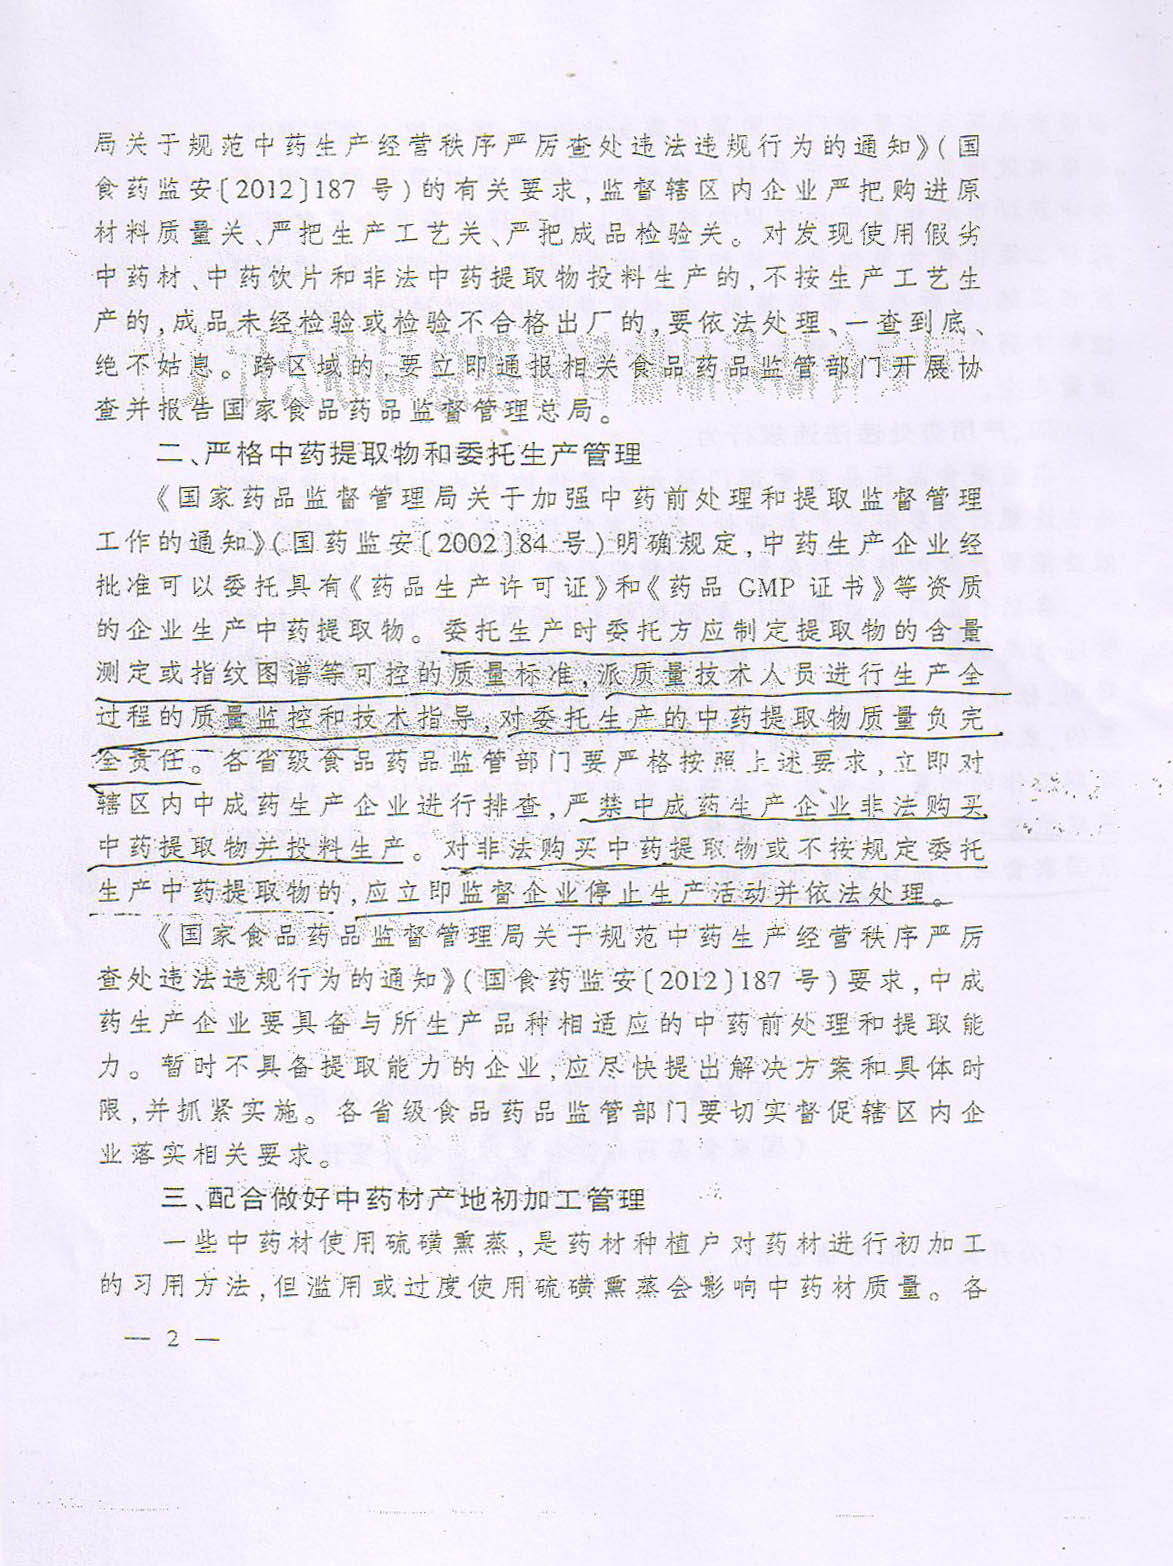 局关于规范中药生产经营秩序严厉查处违法违规行为的通知》(国
食药监安〔2012〕187 号)的有关要求,监督辖区内企业严把购进原
材料质量关、严把生产工艺关、严把成品检验关。对发现使用假劣
中药材、中药饮片和非法中药提取物投料生产的,不按生产工艺生
产的,成品未经检验或检验不合格出厂的,要依法处理、一查到底、
绝不姑息。跨区域的,要立即通报相关食品药品监管部门开展协
查并报告国家食品药品监督管理总局。
二、严格中药提取物和委托生产管理
《国家药品监督管理局关于加强中药前处理和提取监督管理
工作的通知》(国药监安〔2002〕84 号)明确规定,中药生产企业经
批准可以委托具有《药品生产许可证》和《药品 GMP 证书》等资质
的企业生产中药提取物。委托生产时委托方应制定提取物的含量
测定或指纹图谱等可控的质量标准,派质量技术人员进行生产全
过程的质量监控和技术指导,对委托生产的中药提取物质量负完
全责任。各省级食品药品监管部门要严格按照上述要求,立即对
辖区内中成药生产企业进行排查,严禁中成药生产企业非法购买
中药提取物并投料生产。对非法购买中药提取物或不按规定委托
生产中药提取物的,应立即监督企业停止生产活动并依法处理。
《国家食品药品监督管理局关于规范中药生产经营秩序严厉
查处违法违规行为的通知》(国食药监安〔2012〕187 号)要求,中成
药生产企业要具备与所生产品种相适应的中药前处理和提取能
力。暂时不具备提取能力的企业,应尽快提出解决方案和具体时
限,并抓紧实施。各省级食品药品监管部门要切实督促辖区内企
业落实相关要求。
三、配合做好中药材产地初加工管理
一些中药材使用硫磺熏蒸,是药材种植户对药材进行初加工
的习用方法,但滥用或过度使用硫磺熏蒸会影响中药材质量。各
— 2 —